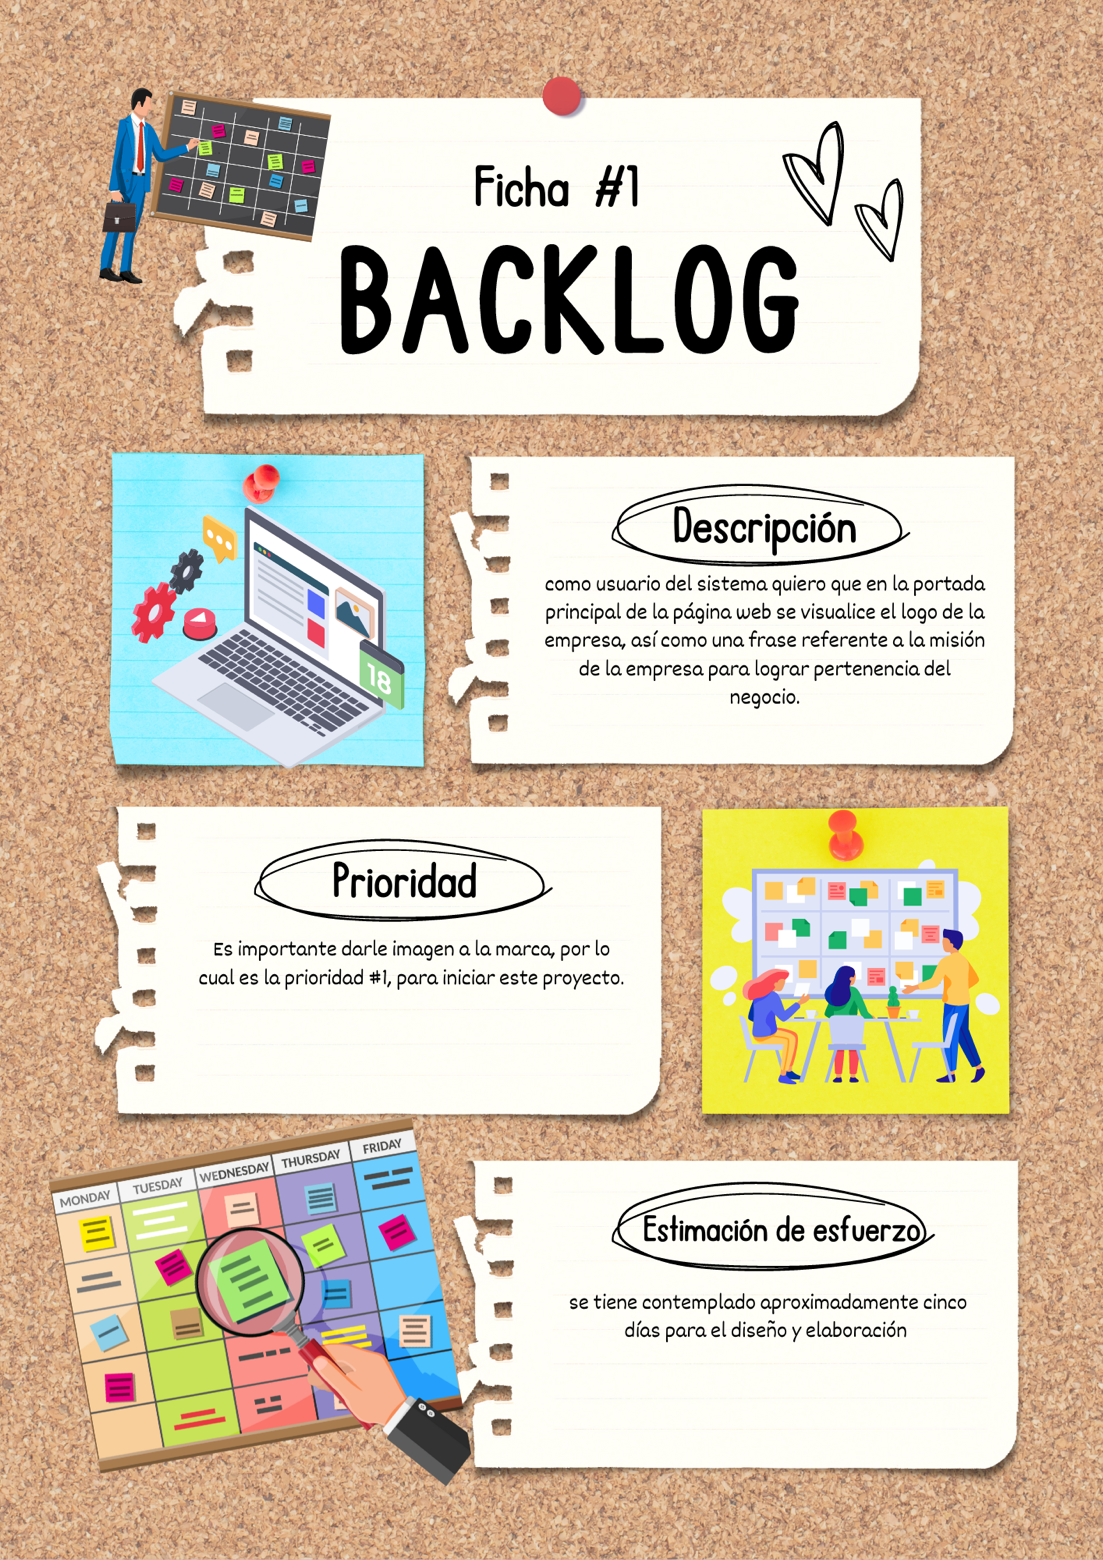 Ficha #1
BACKLOG
18
Descripción
como usuario del sistema quiero que en la portada
principal de la página web se visualice el logo de la
empresa, así como una frase referente a la misión
de la empresa para lograr pertenencia del
negocio.
Prioridad
Es importante darle imagen a la marca, por lo
cual es la prioridad #1, para iniciar este proyecto.
MONDAY TUESDAY WEDNESDAY THURSDAY FRIDAY
Estimación de esfuerzo
se tiene contemplado aproximadamente cinco
días para el diseño y elaboración